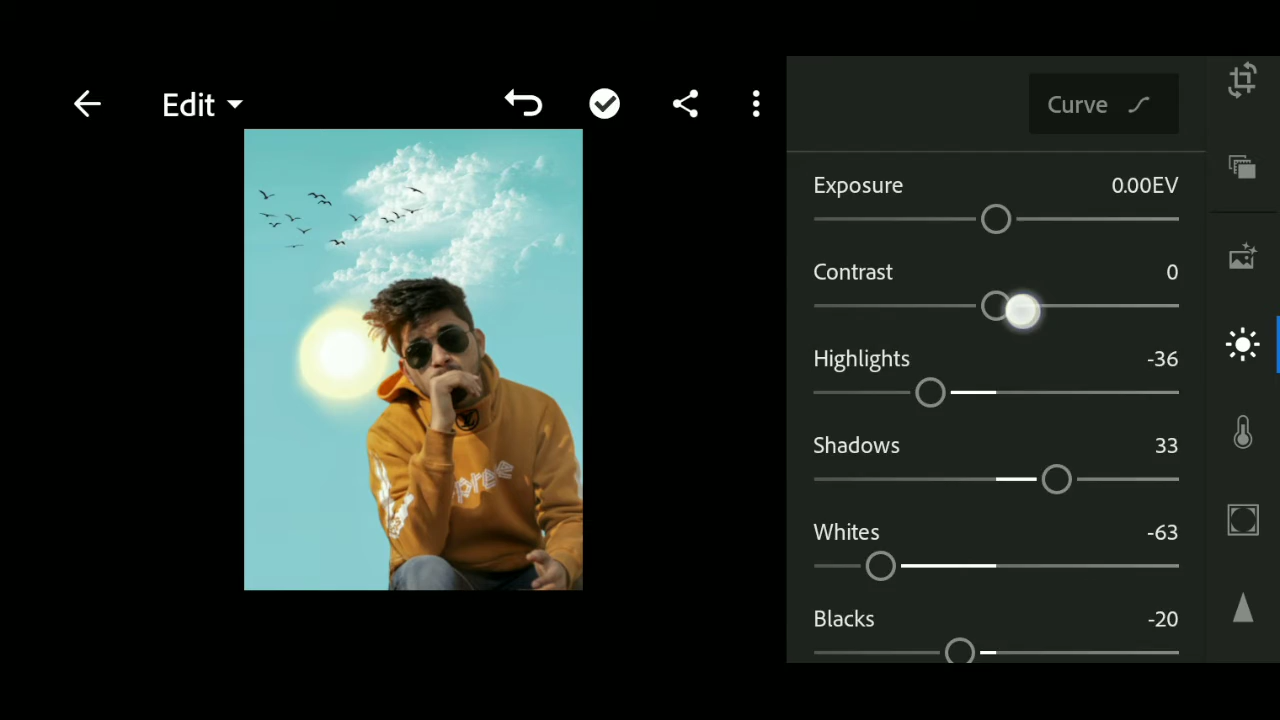 Edit
Curve
Exposure 0.00EV
Contrast 0
Highlights -36
Shadows 33
Whites -63
Blacks -20